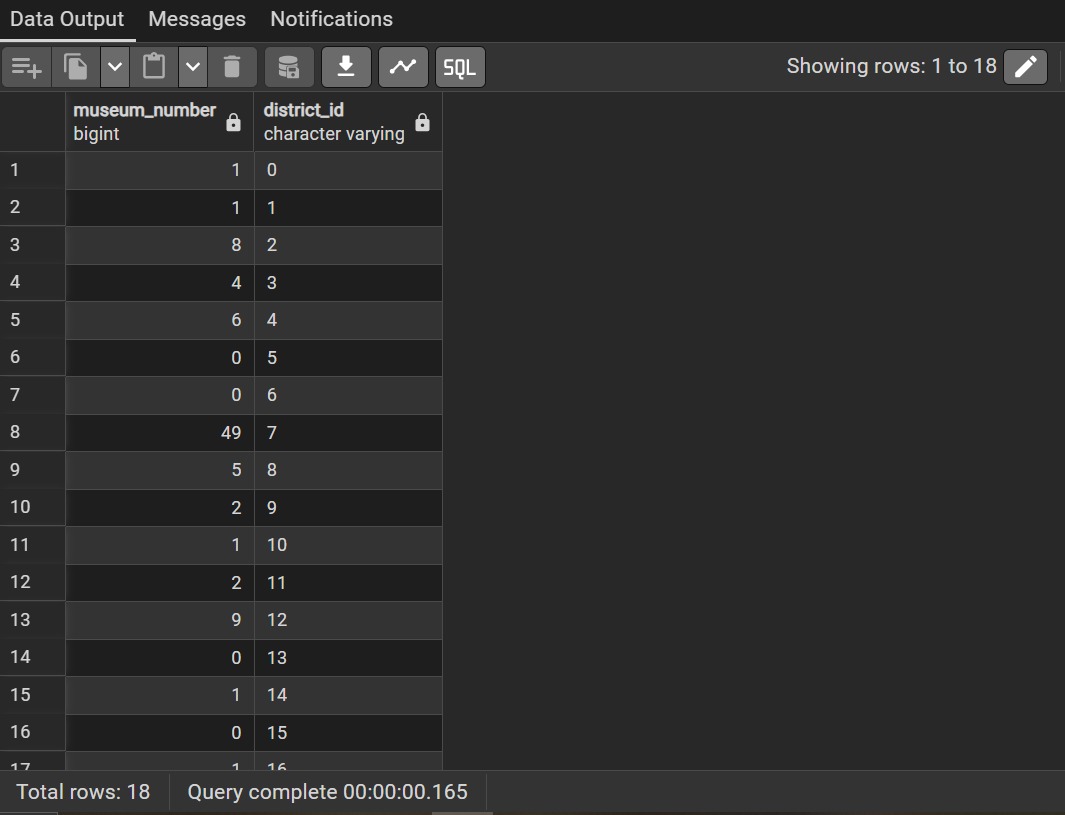 Data Output Messages Notifications
SQL Showing rows: 1 to 18
museum_number district_id
bigint character varying
1 1 0
2 1 1
3 8 2
4 4 3
5 6 4
6 0 5
7 0 6
8 49 7
9 5 8
10 2 9
11 1 10
12 2 11
13 9 12
14 0 13
15 1 14
16 0 15
17 1 16
Total rows: 18 Query complete 00:00:00.165